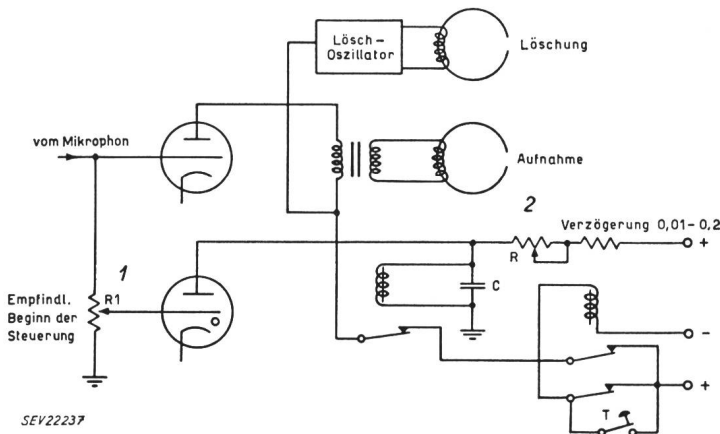 Lösch-
Oszillator
Löschung
vom Mikrophon
Aufnahme
2
Verzögerung 0,01-0,2
+
R
1
R1
C
Empfindl.
Beginn der
Steuerung
-
+
T
SEV22237